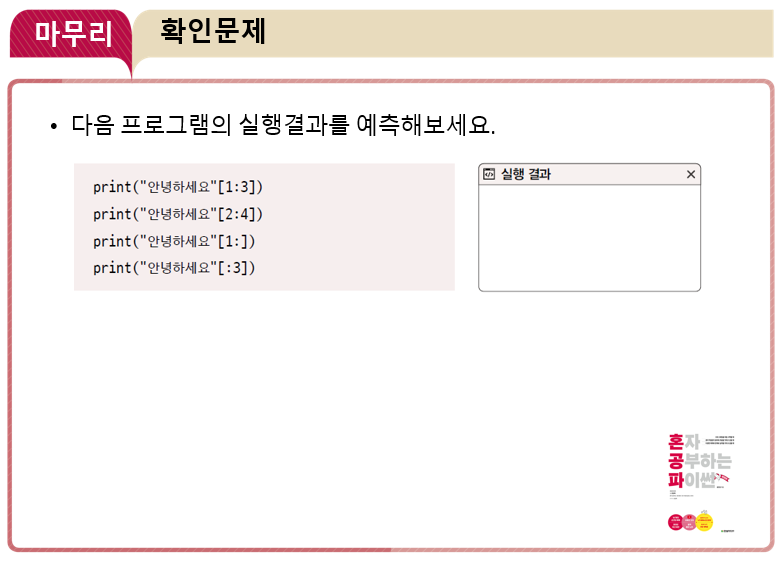 마무리
확인문제
• 다음 프로그램의 실행결과를 예측해보세요.
print("안녕하세요"[1:3])
print("안녕하세요"[2:4])
print("안녕하세요"[1:])
print("안녕하세요"[:3])
실행 결과
혼자
공부하는
파이썬